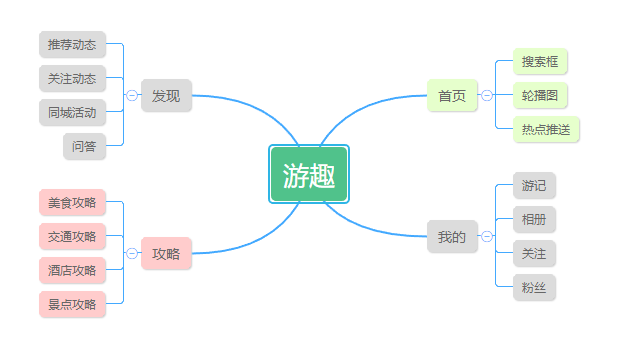 游趣
首页
搜索框
轮播图
热点推送
我的
游记
相册
关注
粉丝
发现
推荐动态
关注动态
同城活动
问答
攻略
美食攻略
交通攻略
酒店攻略
景点攻略